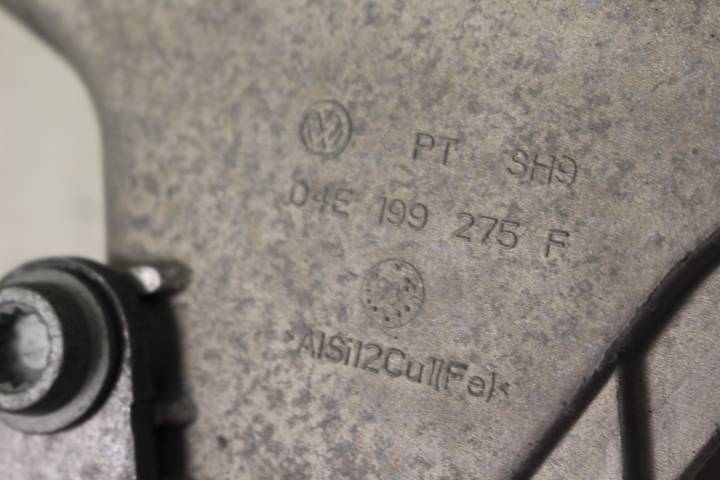 PT SH9
04E 199 275 F
>AlSi12Cu1(Fe)<